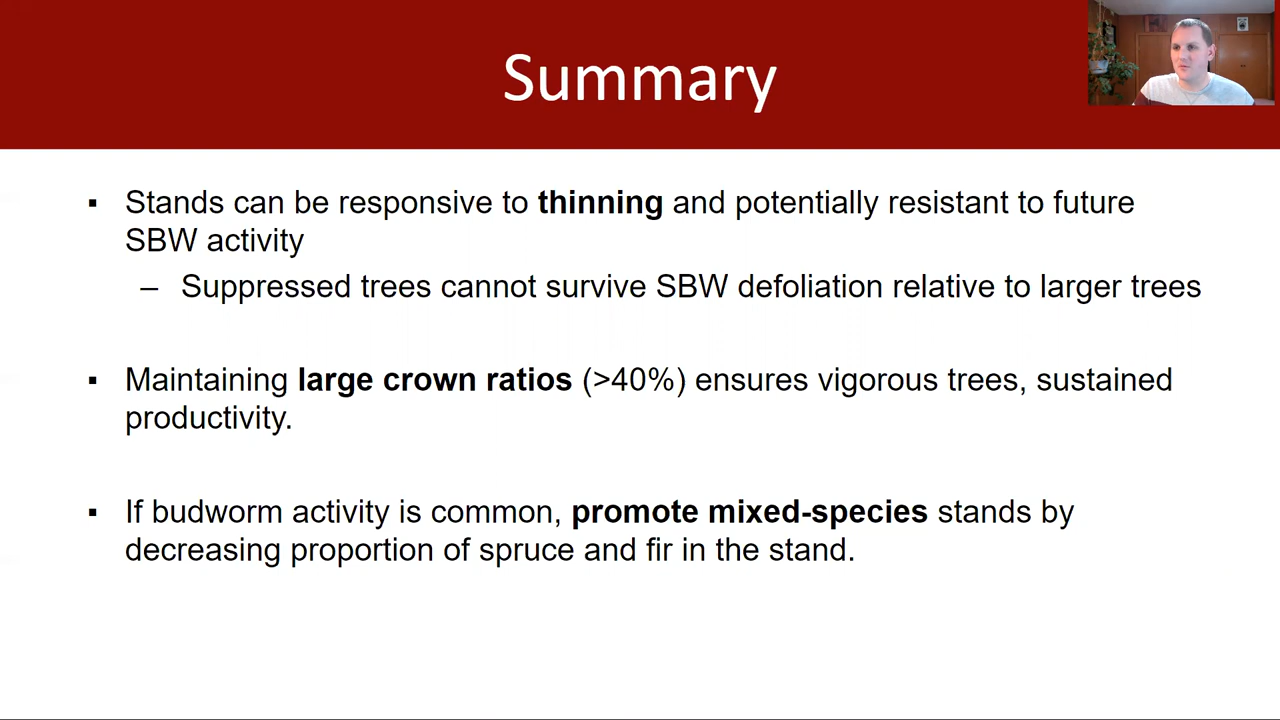 Summary
▪ Stands can be responsive to thinning and potentially resistant to future
SBW activity
– Suppressed trees cannot survive SBW defoliation relative to larger trees
▪ Maintaining large crown ratios (>40%) ensures vigorous trees, sustained
productivity.
▪ If budworm activity is common, promote mixed-species stands by
decreasing proportion of spruce and fir in the stand.